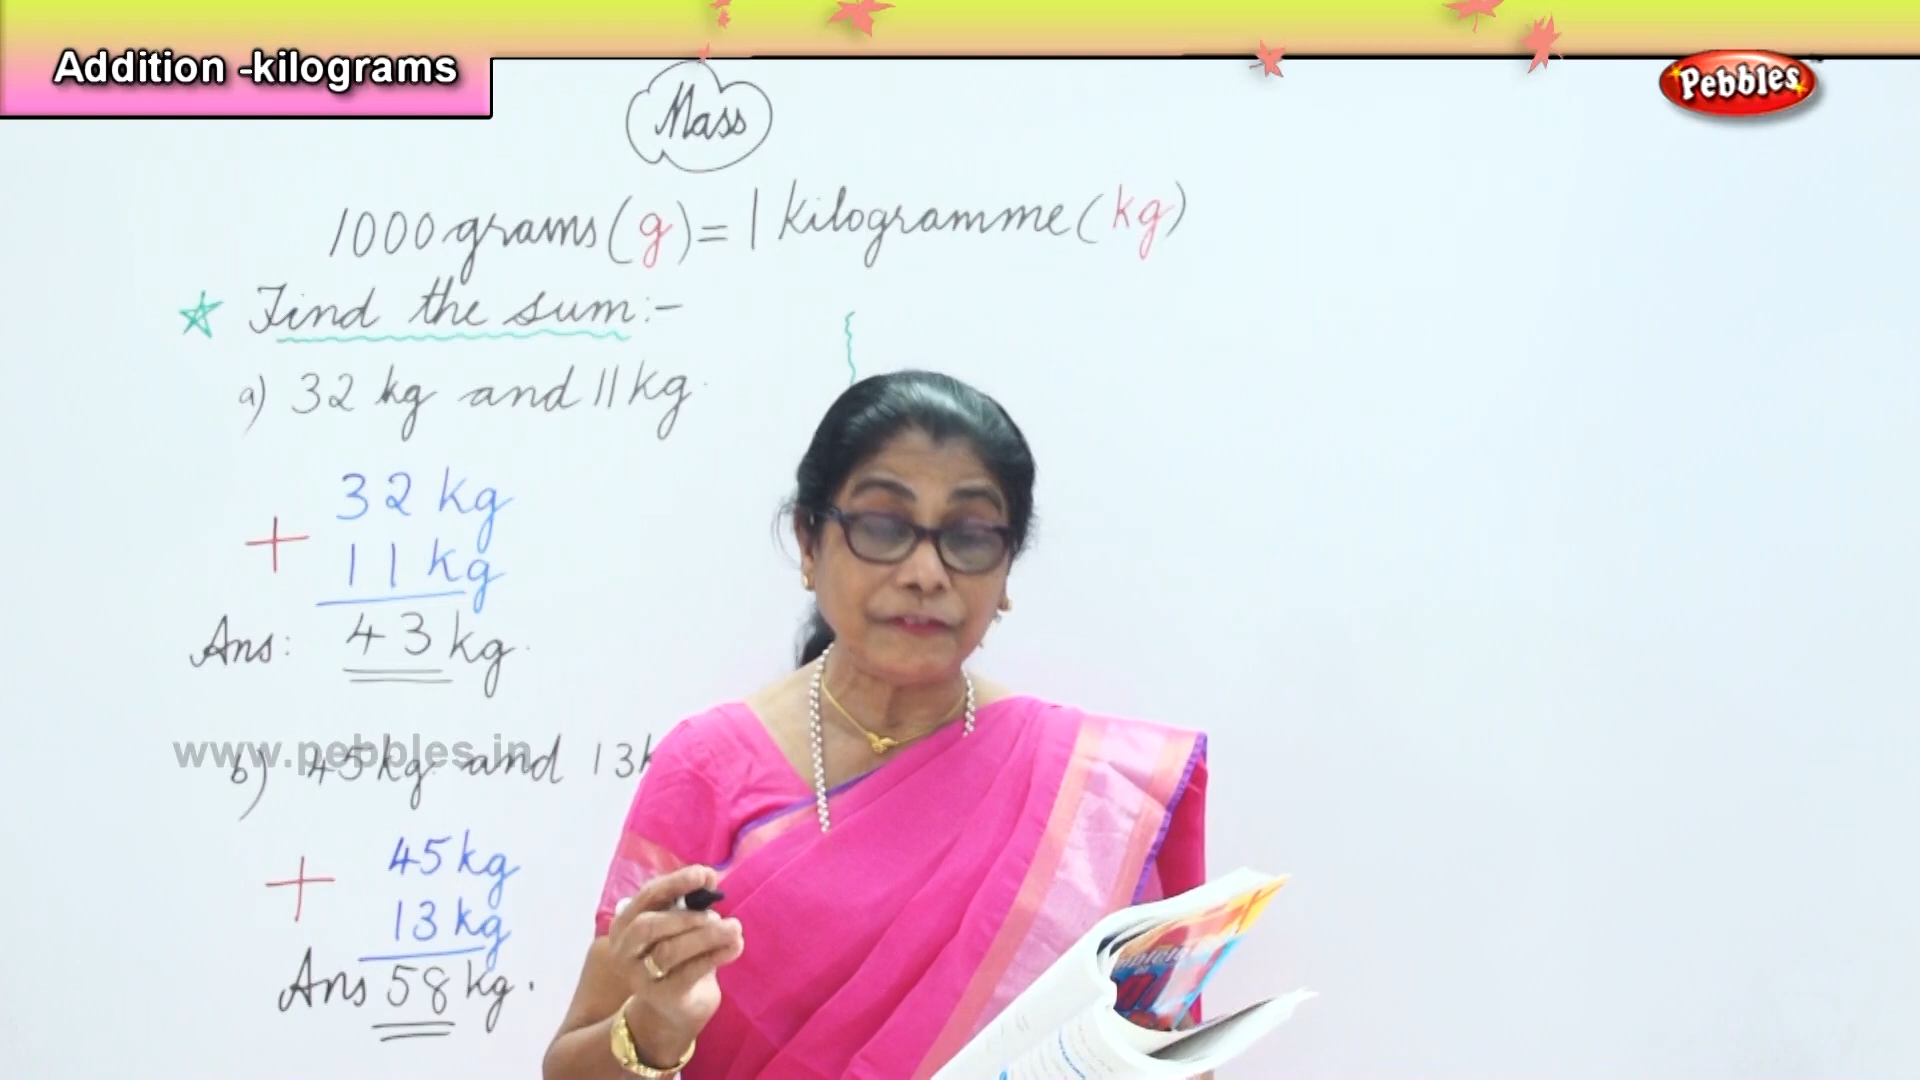 Addition -kilograms
Pebbles
Mass
1000 grams (g) = 1 kilogramme (kg)
Find the sum:-
a) 32 kg and 11 kg.
32 kg
+
11 kg
Ans: 43 kg.
www.pebbles.in
b) 45 kg and 13k
45 kg
+
13 kg
Ans 58 kg.